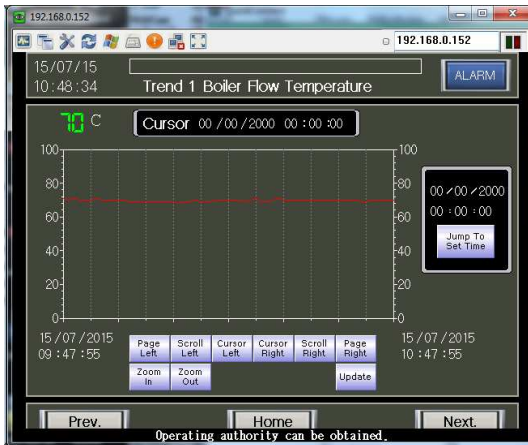 192.168.0.152
192.168.0.152
15/07/15
10:48:34
Trend 1 Boiler Flow Temperature
ALARM
70 C
Cursor 00/00/2000 00:00:00
100
80
60
40
20
0
100
80
60
40
20
0
00/00/2000
00:00:00
Jump To
Set Time
15/07/2015
09:47:55
Page Left
Scroll Left
Cursor Left
Cursor Right
Scroll Right
Page Right
15/07/2015
10:47:55
Zoom In
Zoom Out
Update
Prev.
Home
Next.
Operating authority can be obtained.